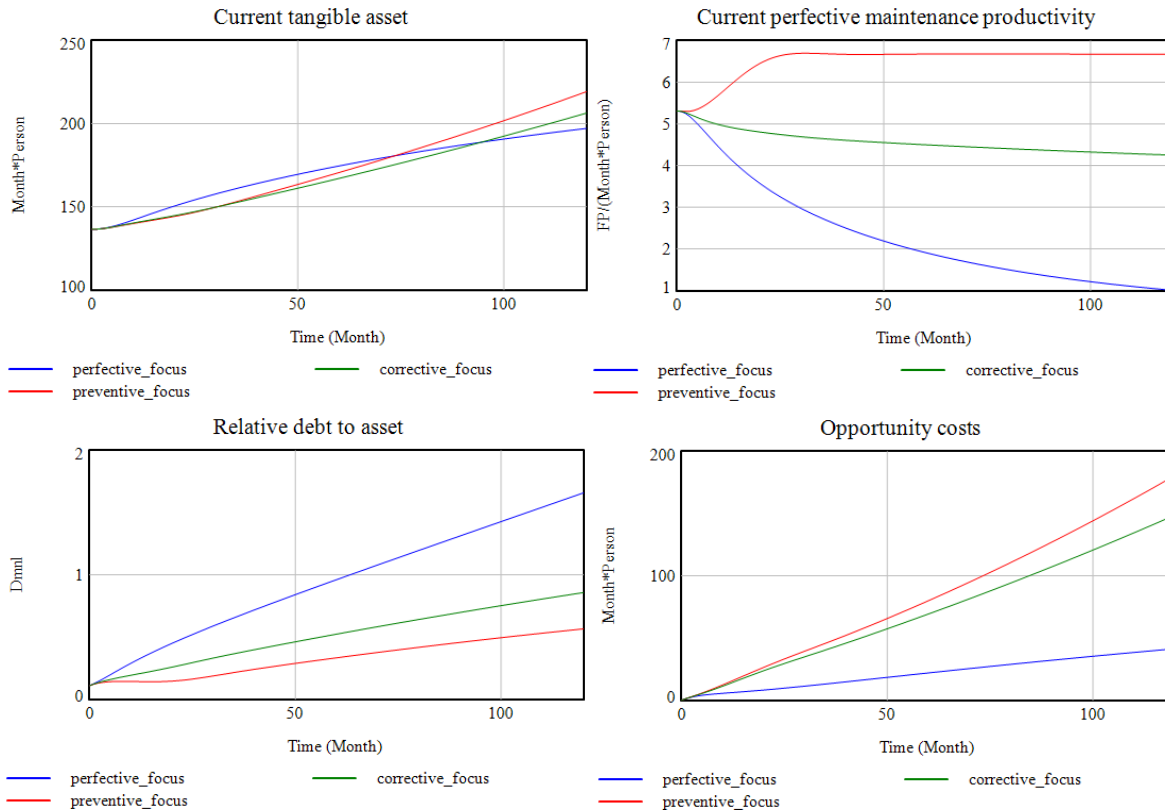 Current tangible asset
250
200
150
100
Month*Person
0
50
100
Time (Month)
perfective_focus
corrective_focus
preventive_focus
Current perfective maintenance productivity
7
6
5
4
3
2
1
FP/(Month*Person)
0
50
100
Time (Month)
perfective_focus
corrective_focus
preventive_focus
Relative debt to asset
2
1
0
Dmnl
0
50
100
Time (Month)
perfective_focus
corrective_focus
preventive_focus
Opportunity costs
200
100
0
Month*Person
0
50
100
Time (Month)
perfective_focus
corrective_focus
preventive_focus